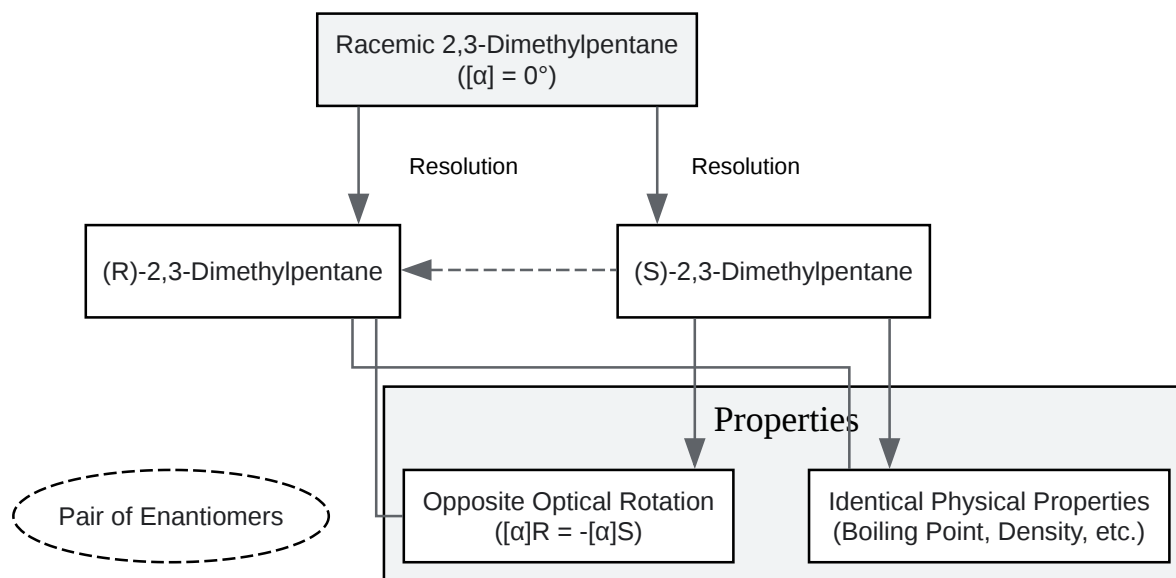 Racemic 2,3-Dimethylpentane
([α] = 0°)
Resolution
Resolution
(R)-2,3-Dimethylpentane
(S)-2,3-Dimethylpentane
Properties
Pair of Enantiomers
Opposite Optical Rotation
([α]R = -[α]S)
Identical Physical Properties
(Boiling Point, Density, etc.)